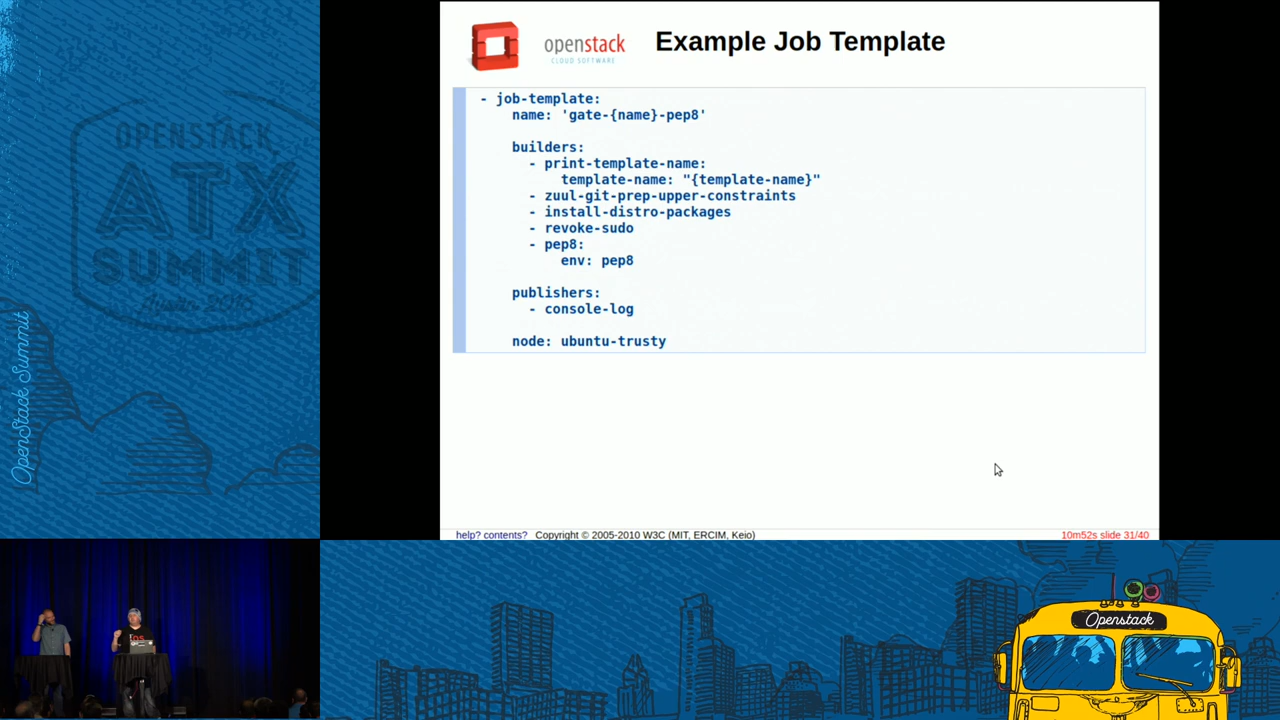 OPENSTACK
ATX
SUMMIT
Austin, 2016
OpenStack Summit
openstack
CLOUD SOFTWARE
Example Job Template
- job-template:
name: 'gate-{name}-pep8'
builders:
- print-template-name:
template-name: "{template-name}"
- zuul-git-prep-upper-constraints
- install-distro-packages
- revoke-sudo
- pep8:
env: pep8
publishers:
- console-log
node: ubuntu-trusty
help? contents? Copyright © 2005-2010 W3C (MIT, ERCIM, Keio)
10m52s slide 31/40
Openstack